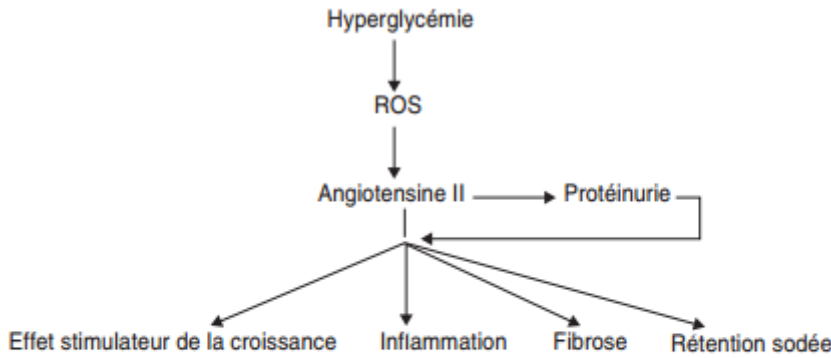 Hyperglycémie
ROS
Angiotensine II Protéinurie
Effet stimulateur de la croissance Inflammation Fibrose Rétention sodée